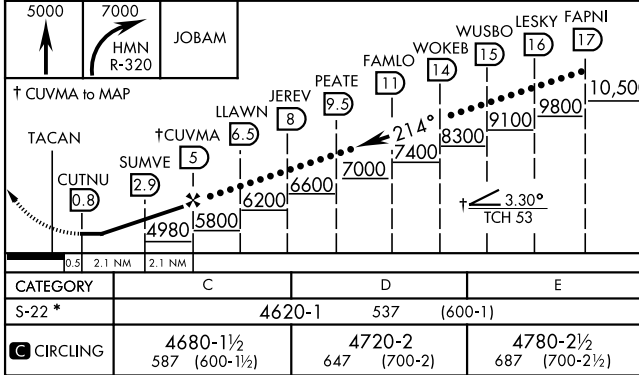 5000
7000
HMN
R-320
JOBAM
† CUVMA to MAP
FAPNI
17
LESKY
16
WUSBO
15
WOKEB
14
FAMLO
11
PEATE
9.5
JEREV
8
LLAWN
6.5
†CUVMA
5
SUMVE
2.9
TACAN
CUTNU
0.8
214°
10,500
9800
9100
8300
7400
7000
6600
6200
5800
4980
† 3.30°
TCH 53
0.5 2.1 NM 2.1 NM
CATEGORY C D E
S-22 * 4620-1 537 (600-1)
C CIRCLING 4680-1½ 4720-2 4780-2½
587 (600-1½) 647 (700-2) 687 (700-2½)